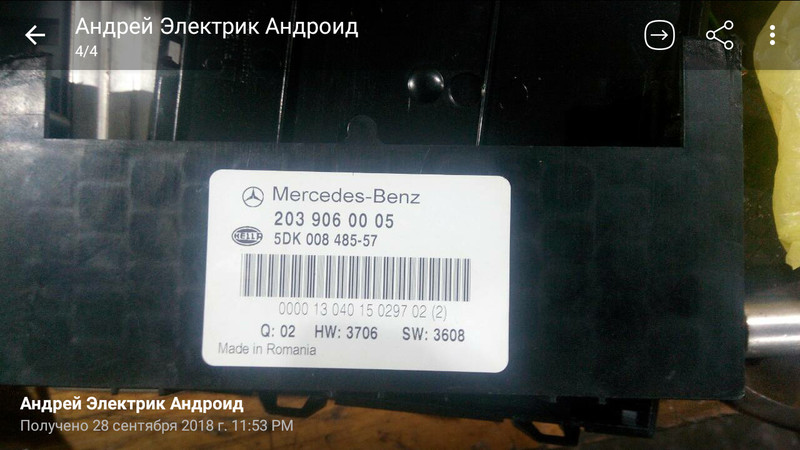 Андрей Электрик Андроид
4/4
Mercedes-Benz
203 906 00 05
HELLA
5DK 008 485-57
0000 13 040 15 0297 02 (2)
Q: 02 HW: 3706 SW: 3608
Made in Romania
Андрей Электрик Андроид
Получено 28 сентября 2018 г. 11:53 PM